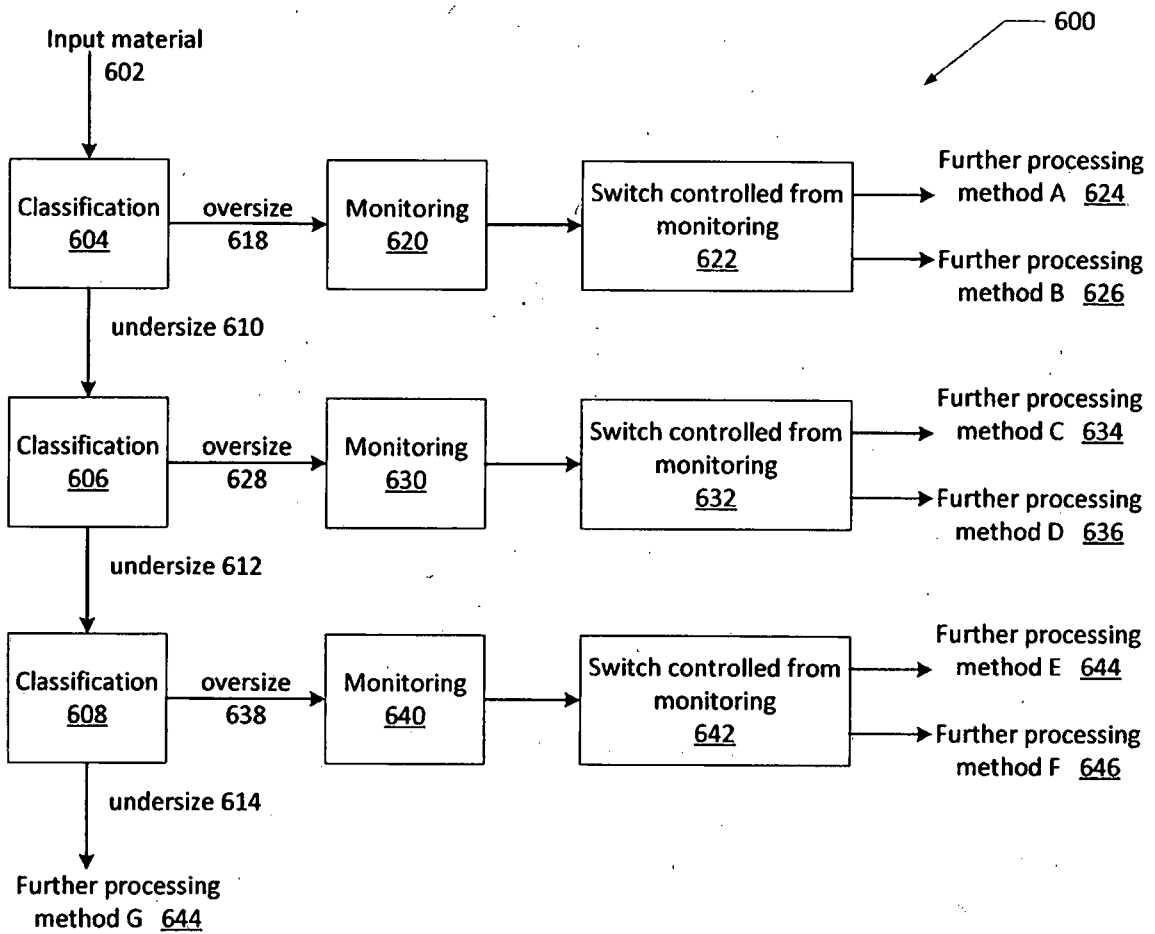 600
Input material
602
Classification
604
oversize
618
Monitoring
620
Switch controlled from
monitoring
622
Further processing
method A 624
Further processing
method B 626
undersize 610
Classification
606
oversize
628
Monitoring
630
Switch controlled from
monitoring
632
Further processing
method C 634
Further processing
method D 636
undersize 612
Classification
608
oversize
638
Monitoring
640
Switch controlled from
monitoring
642
Further processing
method E 644
Further processing
method F 646
undersize 614
Further processing
method G 644